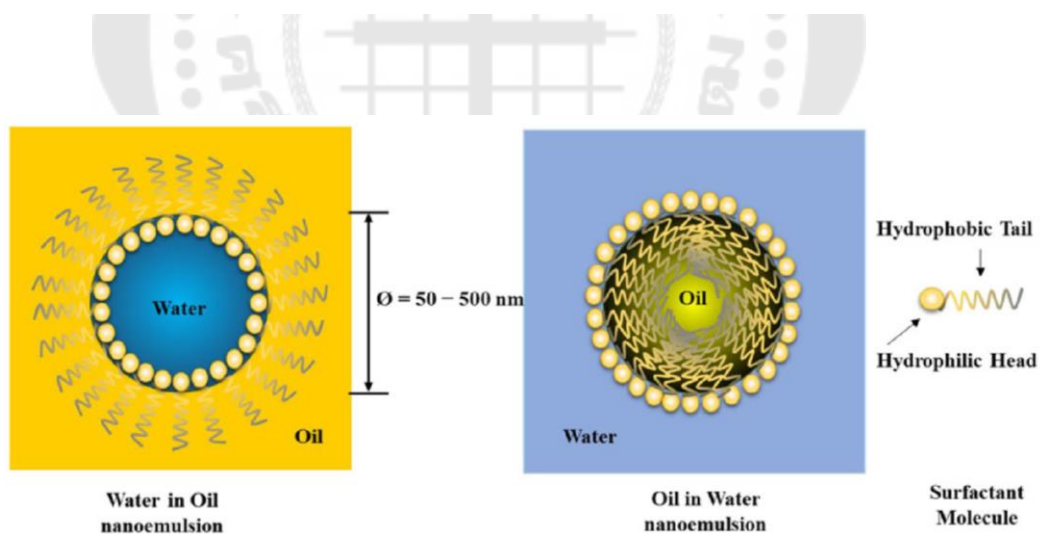 Water
Oil
Ø = 50 – 500 nm
Oil
Water
Hydrophobic Tail
Hydrophilic Head
Water in Oil
nanoemulsion
Oil in Water
nanoemulsion
Surfactant
Molecule